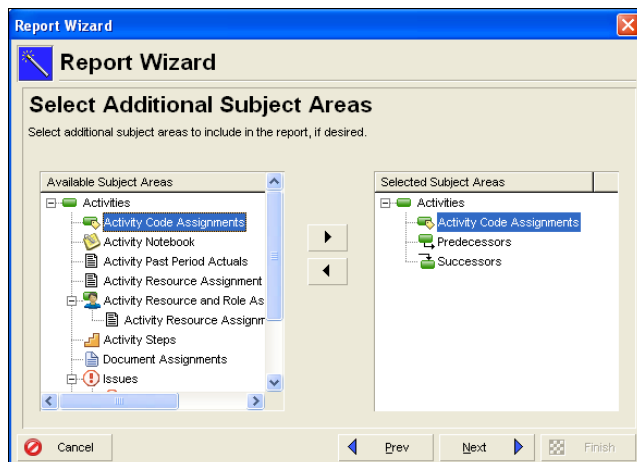 Report Wizard
Report Wizard
Select Additional Subject Areas
Select additional subject areas to include in the report, if desired.
Available Subject Areas
Activities
Activity Code Assignments
Activity Notebook
Activity Past Period Actuals
Activity Resource Assignment
Activity Resource and Role As
Activity Resource Assignm
Activity Steps
Document Assignments
Issues
Selected Subject Areas
Activities
Activity Code Assignments
Predecessors
Successors
Cancel
Prev
Next
Finish